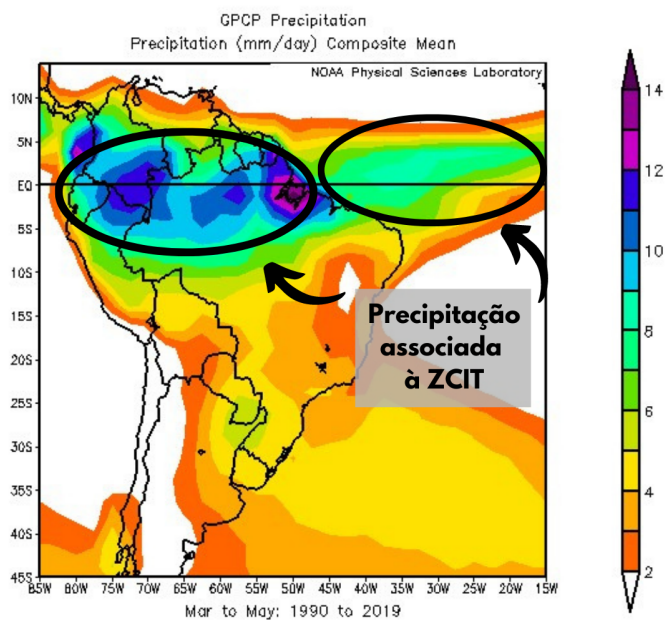 GPCP Precipitation
Precipitation (mm/day) Composite Mean
NOAA Physical Sciences Laboratory
10N
5N
EQ
5S
10S
15S
20S
25S
30S
35S
40S
45S
85W 80W 75W 70W 65W 60W 55W 50W 45W 40W 35W 30W 25W 20W 15W
Mar to May: 1990 to 2019
Precipitação
associada
à ZCIT
14
12
10
8
6
4
2